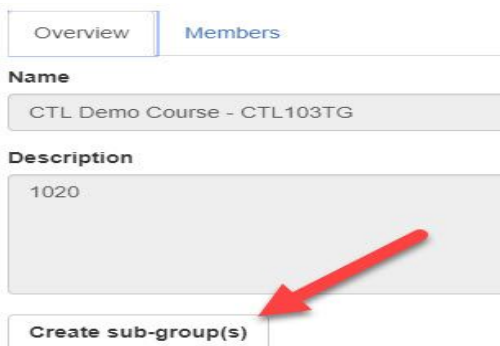 Overview Members
Name
CTL Demo Course - CTL103TG
Description
1020
Create sub-group(s)